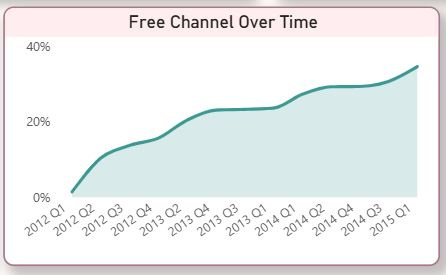 Free Channel Over Time
40%
20%
0%
2012 Q1
2012 Q2
2012 Q3
2012 Q4
2013 Q2
2013 Q4
2013 Q3
2013 Q1
2014 Q1
2014 Q2
2014 Q4
2014 Q3
2015 Q1